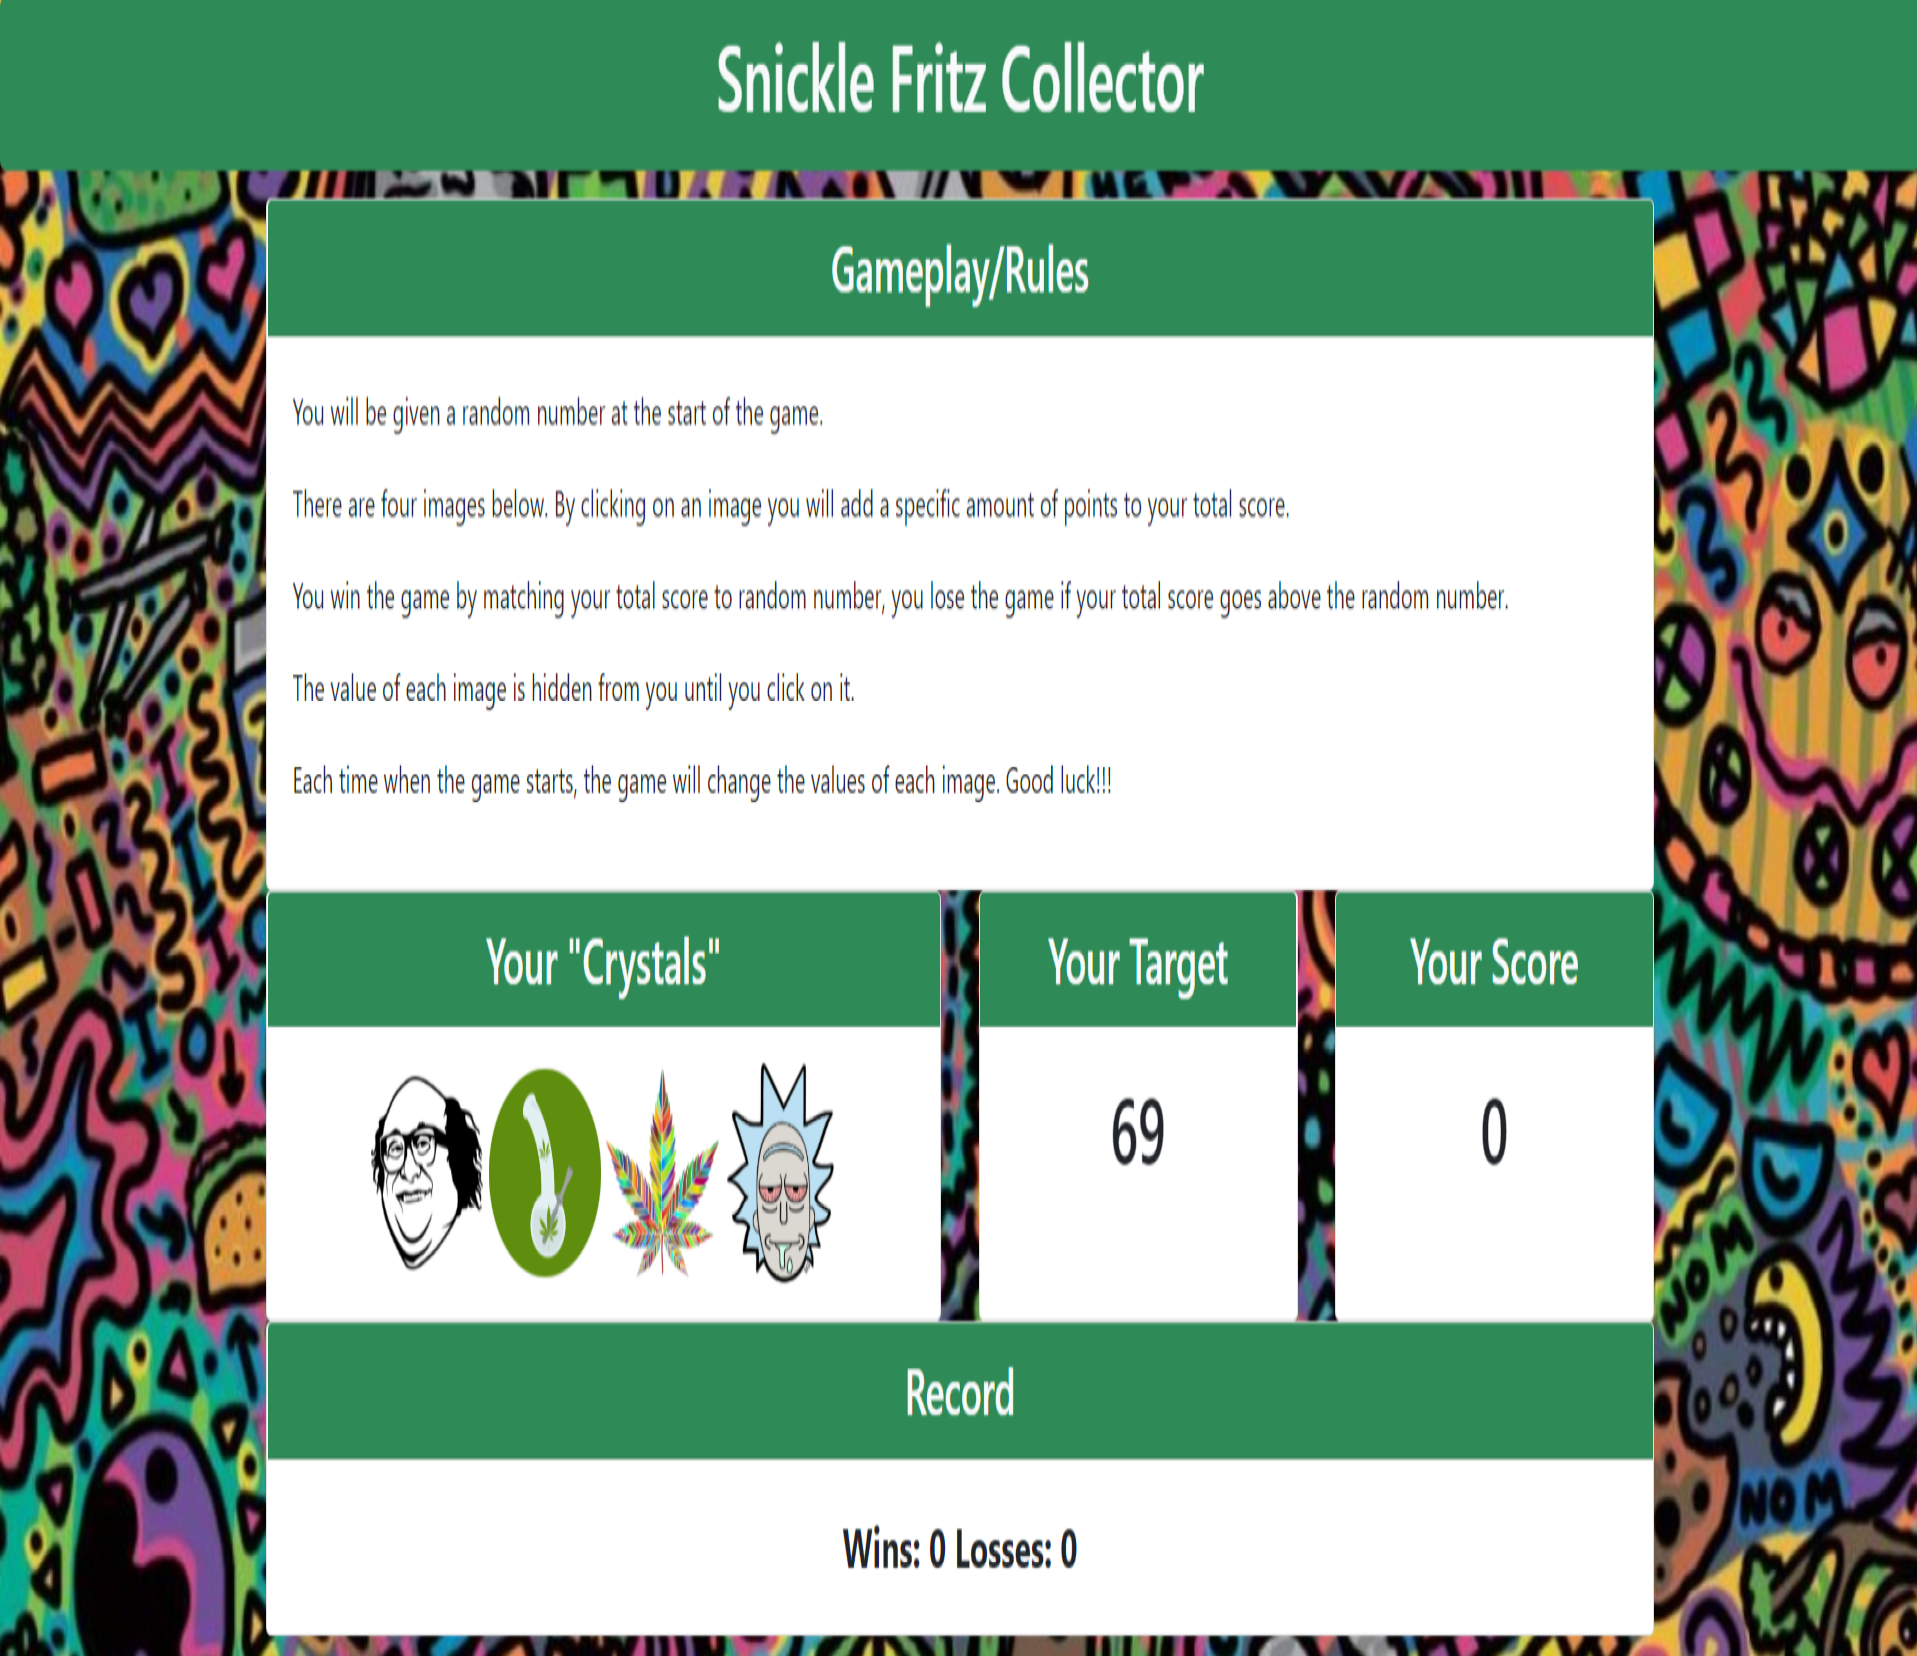 Snickle Fritz Collector
Gameplay/Rules
You will be given a random number at the start of the game.
There are four images below. By clicking on an image you will add a specific amount of points to your total score.
You win the game by matching your total score to random number, you lose the game if your total score goes above the random number.
The value of each image is hidden from you until you click on it.
Each time when the game starts, the game will change the values of each image. Good luck!!!
Your "Crystals"
Your Target
Your Score
69
0
NOM
Record
NOM
Wins: 0 Losses: 0